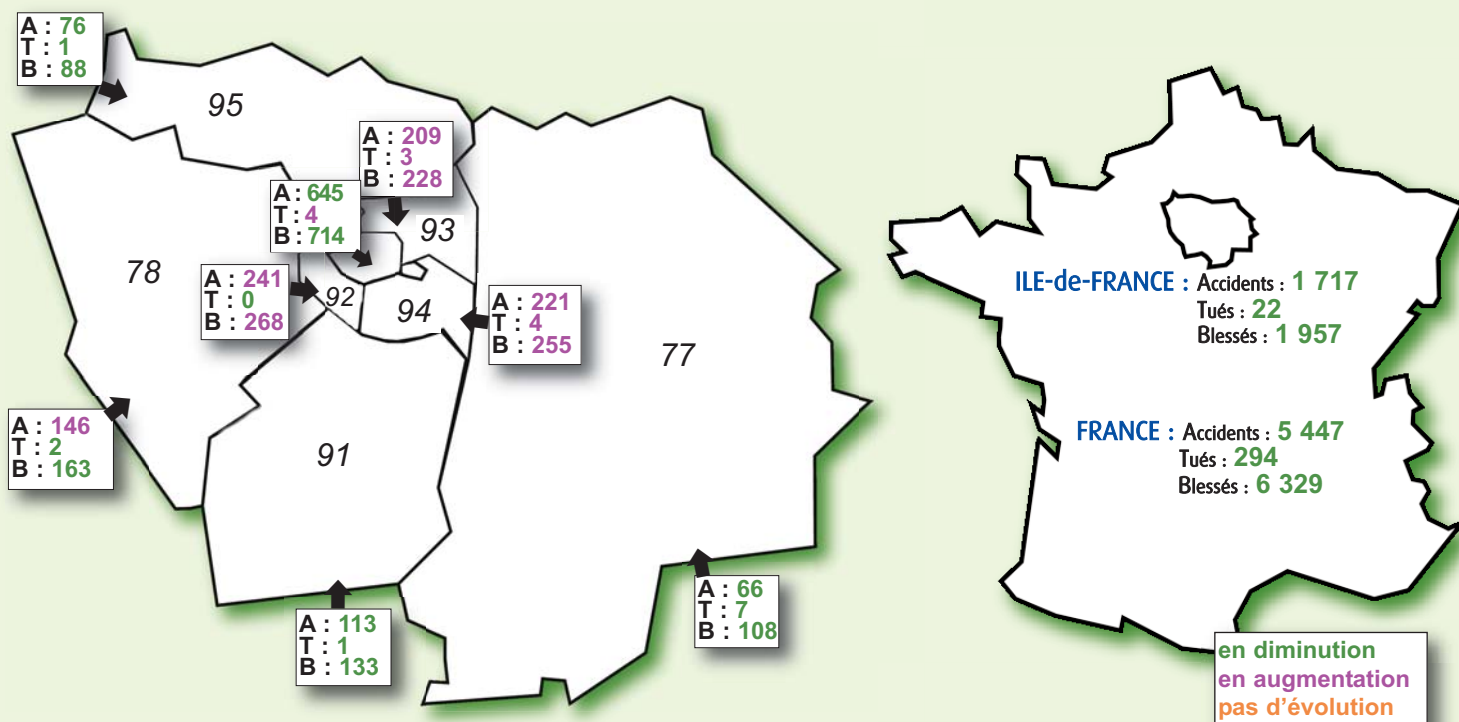 A : 76
T : 1
B : 88
95
A : 209
T : 3
B : 228
A : 645
T : 4
B : 714
93
78
A : 241
T : 0
B : 268
92
94
A : 221
T : 4
B : 255
77
A : 146
T : 2
B : 163
91
A : 113
T : 1
B : 133
A : 66
T : 7
B : 108
ILE-de-FRANCE : Accidents : 1 717
Tués : 22
Blessés : 1 957
FRANCE : Accidents : 5 447
Tués : 294
Blessés : 6 329
en diminution
en augmentation
pas d'évolution